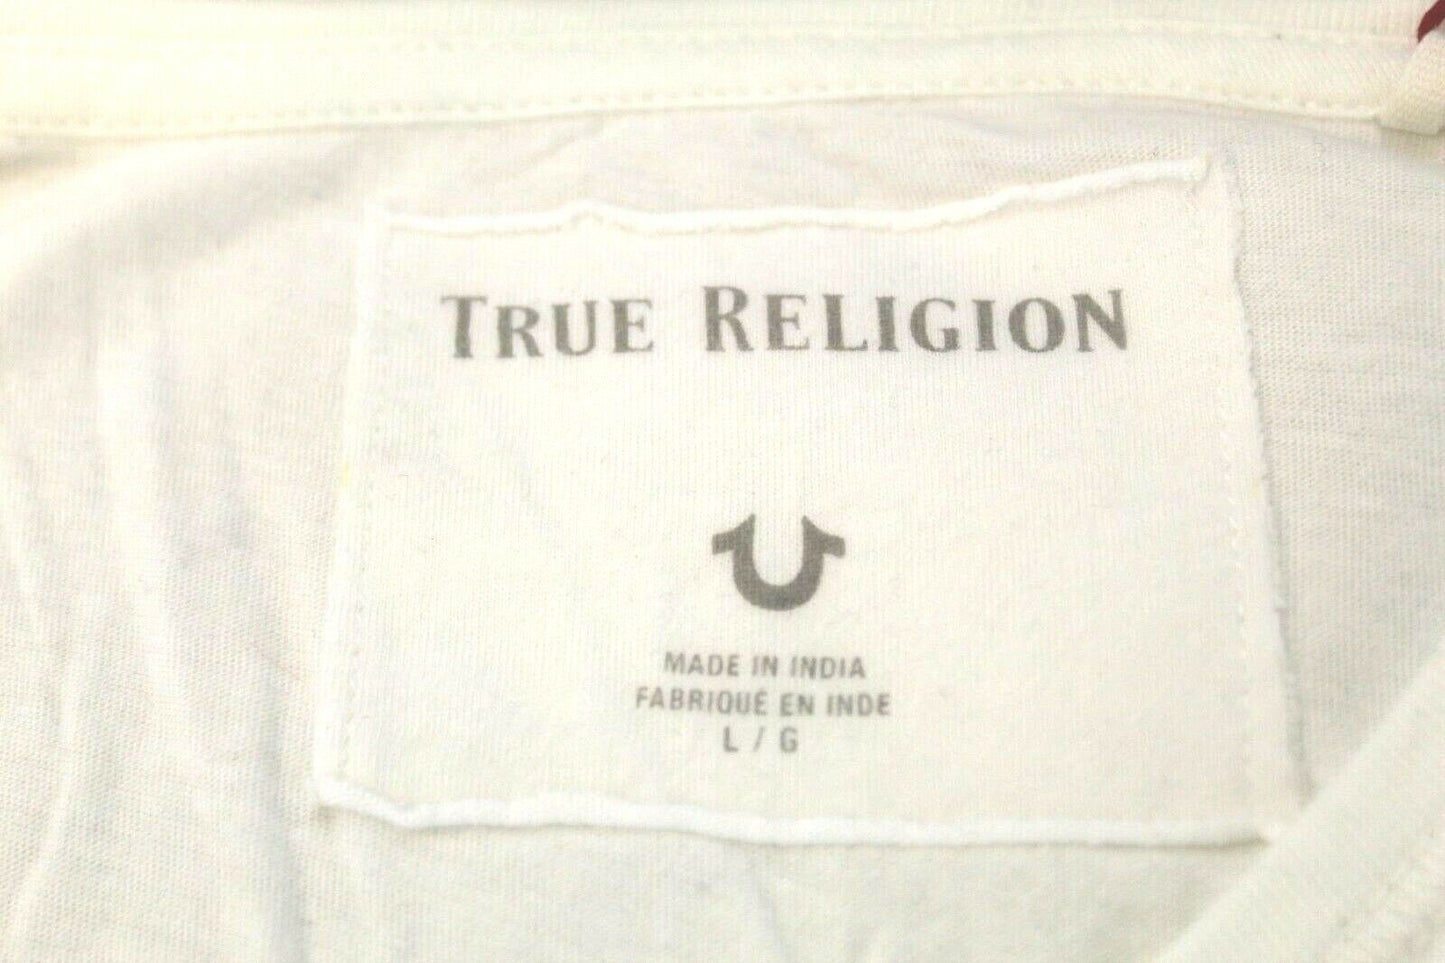 TRUE RELIGION
MADE IN INDIA
FABRIQUÉ EN INDE
L / G